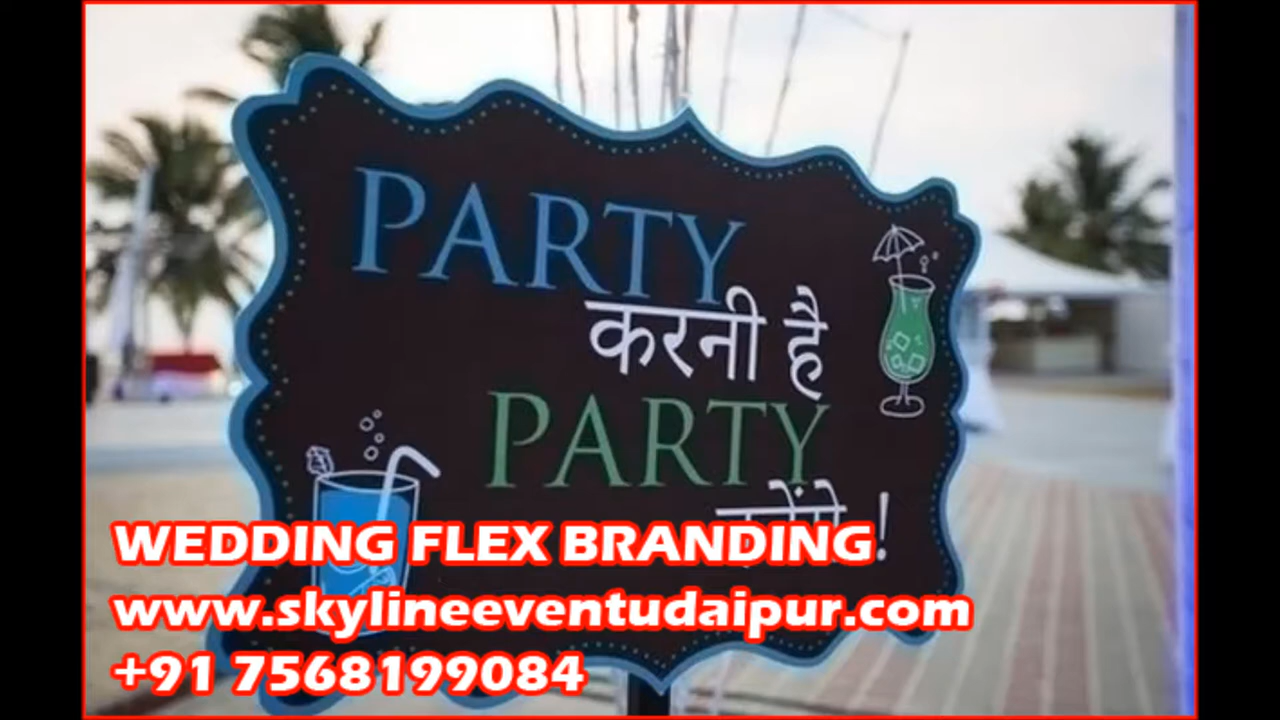 PARTY
करनी है
PARTY
!
WEDDING FLEX BRANDING
www.skylineeventudaipur.com
+91 7568199084